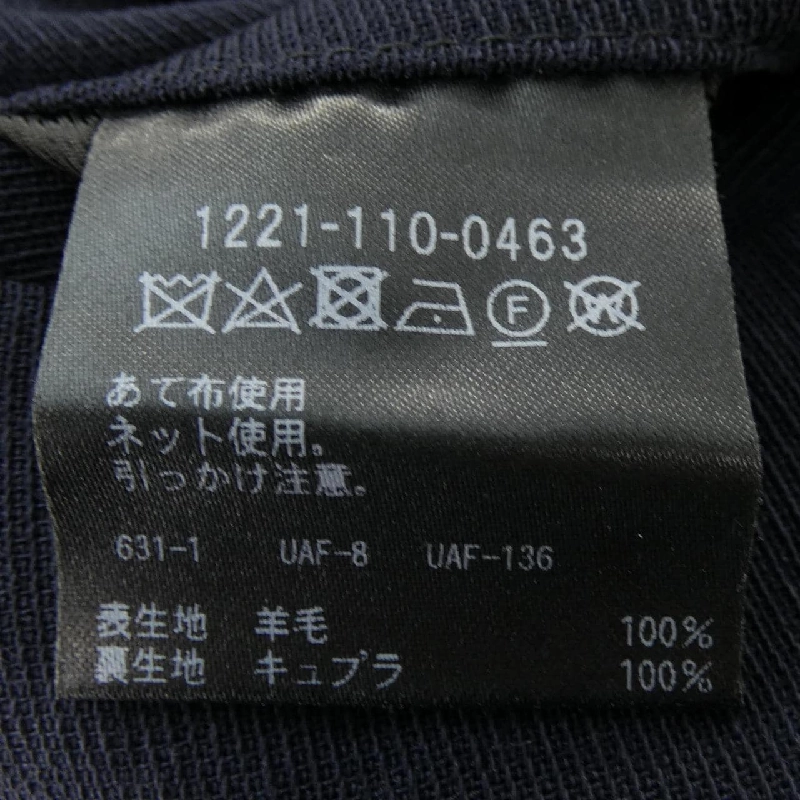 1221-110-0463
F W
あて布使用
ネット使用。
引っかけ注意。
631-1 UAF-8 UAF-136
表生地 羊毛 100%
裏生地 キュプラ 100%